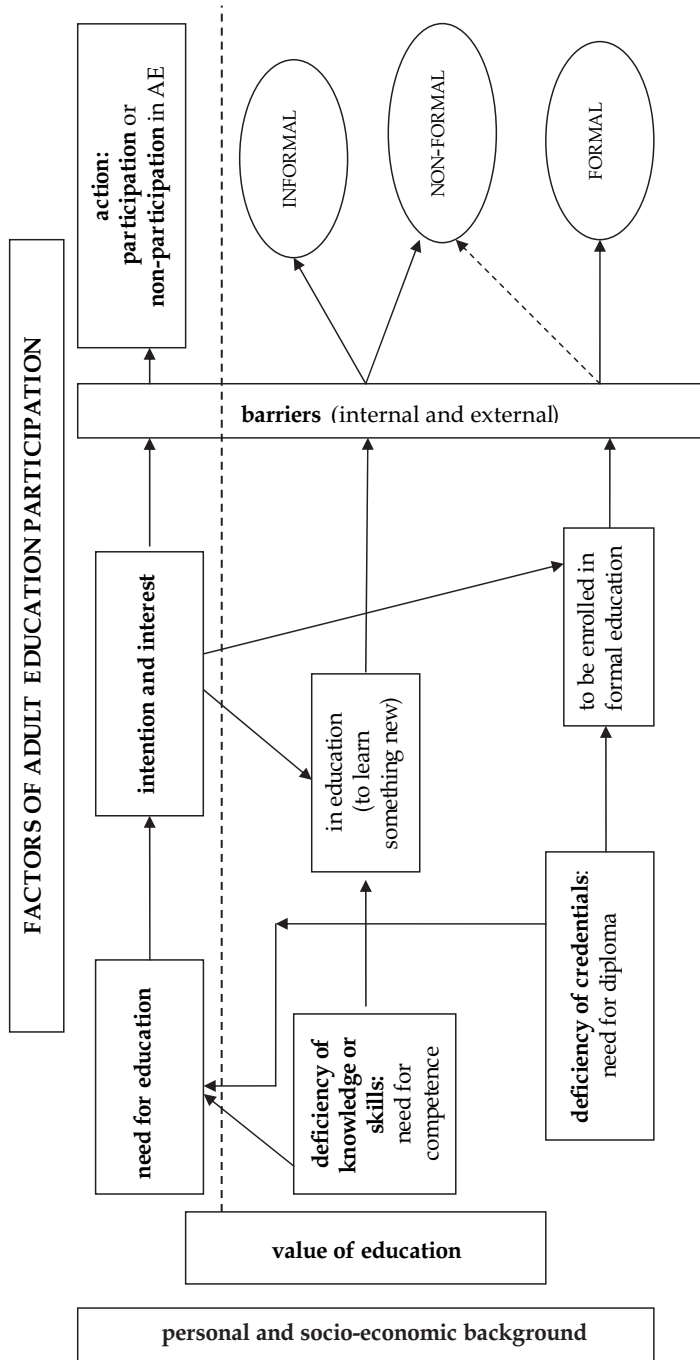 FACTORS OF ADULT EDUCATION PARTICIPATION
need for education
intention and interest
action:
participation or
non-participation in AE
personal and socio-economic background
value of education
deficiency of
knowledge or
skills:
need for
competence
in education
(to learn
something new)
barriers (internal and external)
INFORMAL
NON-FORMAL
FORMAL
deficiency of credentials:
need for diploma
to be enrolled in
formal education